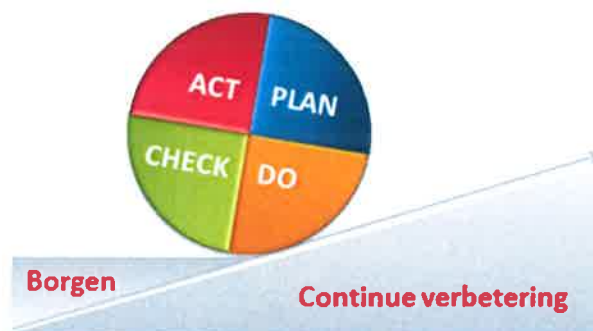 ACT
PLAN
CHECK
DO
Borgen
Continue verbetering